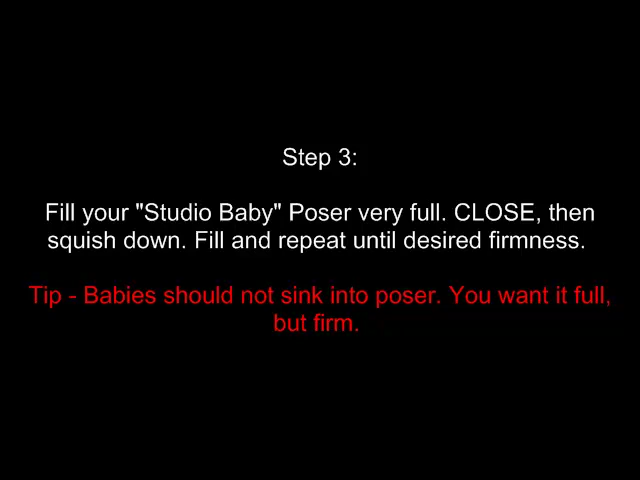 Step 3:
Fill your "Studio Baby" Poser very full. CLOSE, then
squish down. Fill and repeat until desired firmness.
Tip - Babies should not sink into poser. You want it full,
but firm.